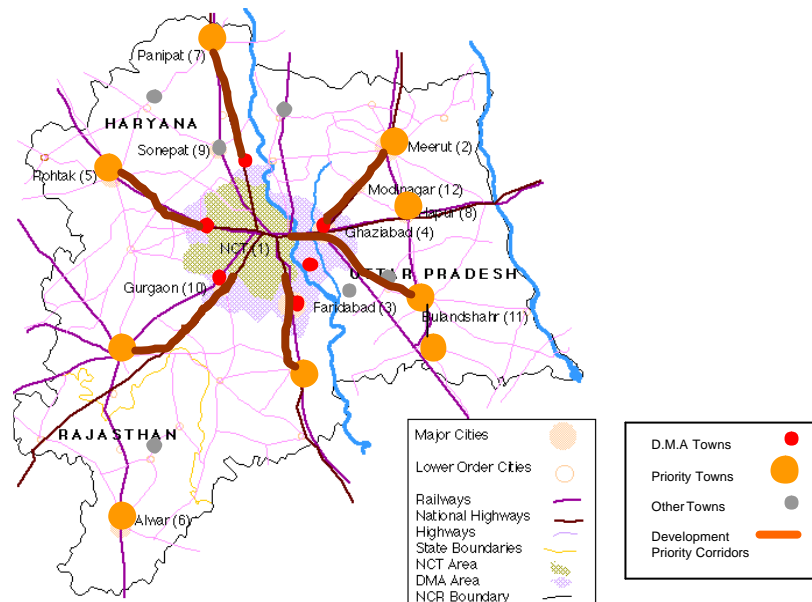 Panipat (7)
HARYANA
Sonepat (9)
Meerut (2)
Rohtak (5)
Modinagar (12)
Hapur (8)
Ghaziabad (4)
NCT (1)
UTTAR PRADESH
Gurgaon (10)
Faridabad (3)
Bulandshahr (11)
RAJASTHAN
Alwar (6)
Major Cities
Lower Order Cities
Railways
National Highways
Highways
State Boundaries
NCT Area
DMA Area
NCR Boundary
D.M.A Towns
Priority Towns
Other Towns
Development
Priority Corridors